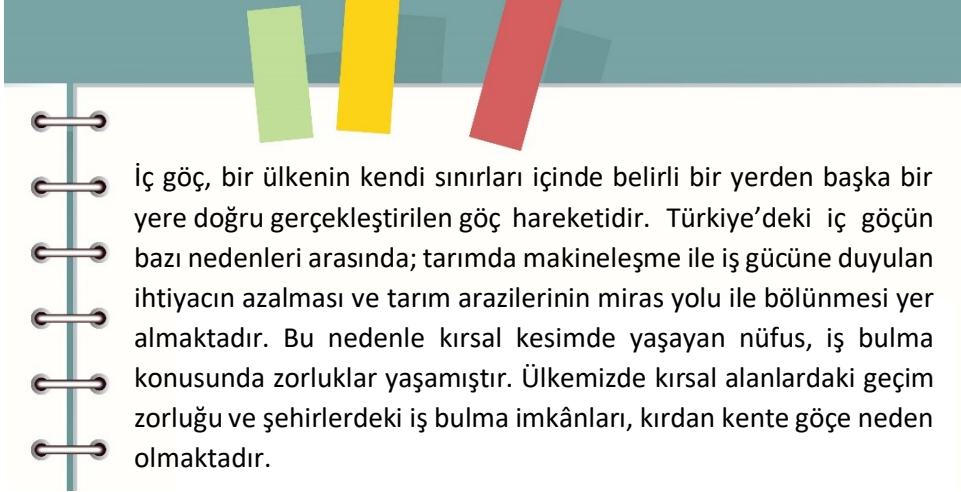 İç göç, bir ülkenin kendi sınırları içinde belirli bir yerden başka bir
yere doğru gerçekleştirilen göç hareketidir. Türkiye’deki iç göçün
bazı nedenleri arasında; tarımda makineleşme ile iş gücüne duyulan
ihtiyacın azalması ve tarım arazilerinin miras yolu ile bölünmesi yer
almaktadır. Bu nedenle kırsal kesimde yaşayan nüfus, iş bulma
konusunda zorluklar yaşamıştır. Ülkemizde kırsal alanlardaki geçim
zorluğu ve şehirlerdeki iş bulma imkânları, kırdan kente göçe neden
olmaktadır.